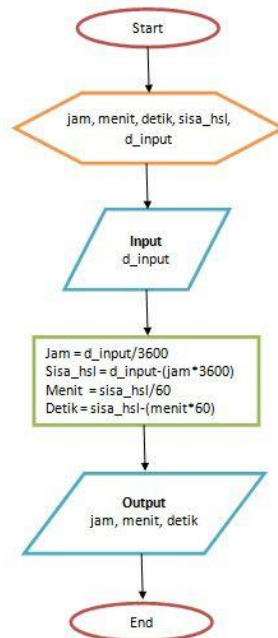 Start
jam, menit, detik, sisa_hsl,
d_input
Input
d_input
Jam = d_input/3600
Sisa_hsl = d_input-(jam*3600)
Menit = sisa_hsl/60
Detik = sisa_hsl-(menit*60)
Output
jam, menit, detik
End